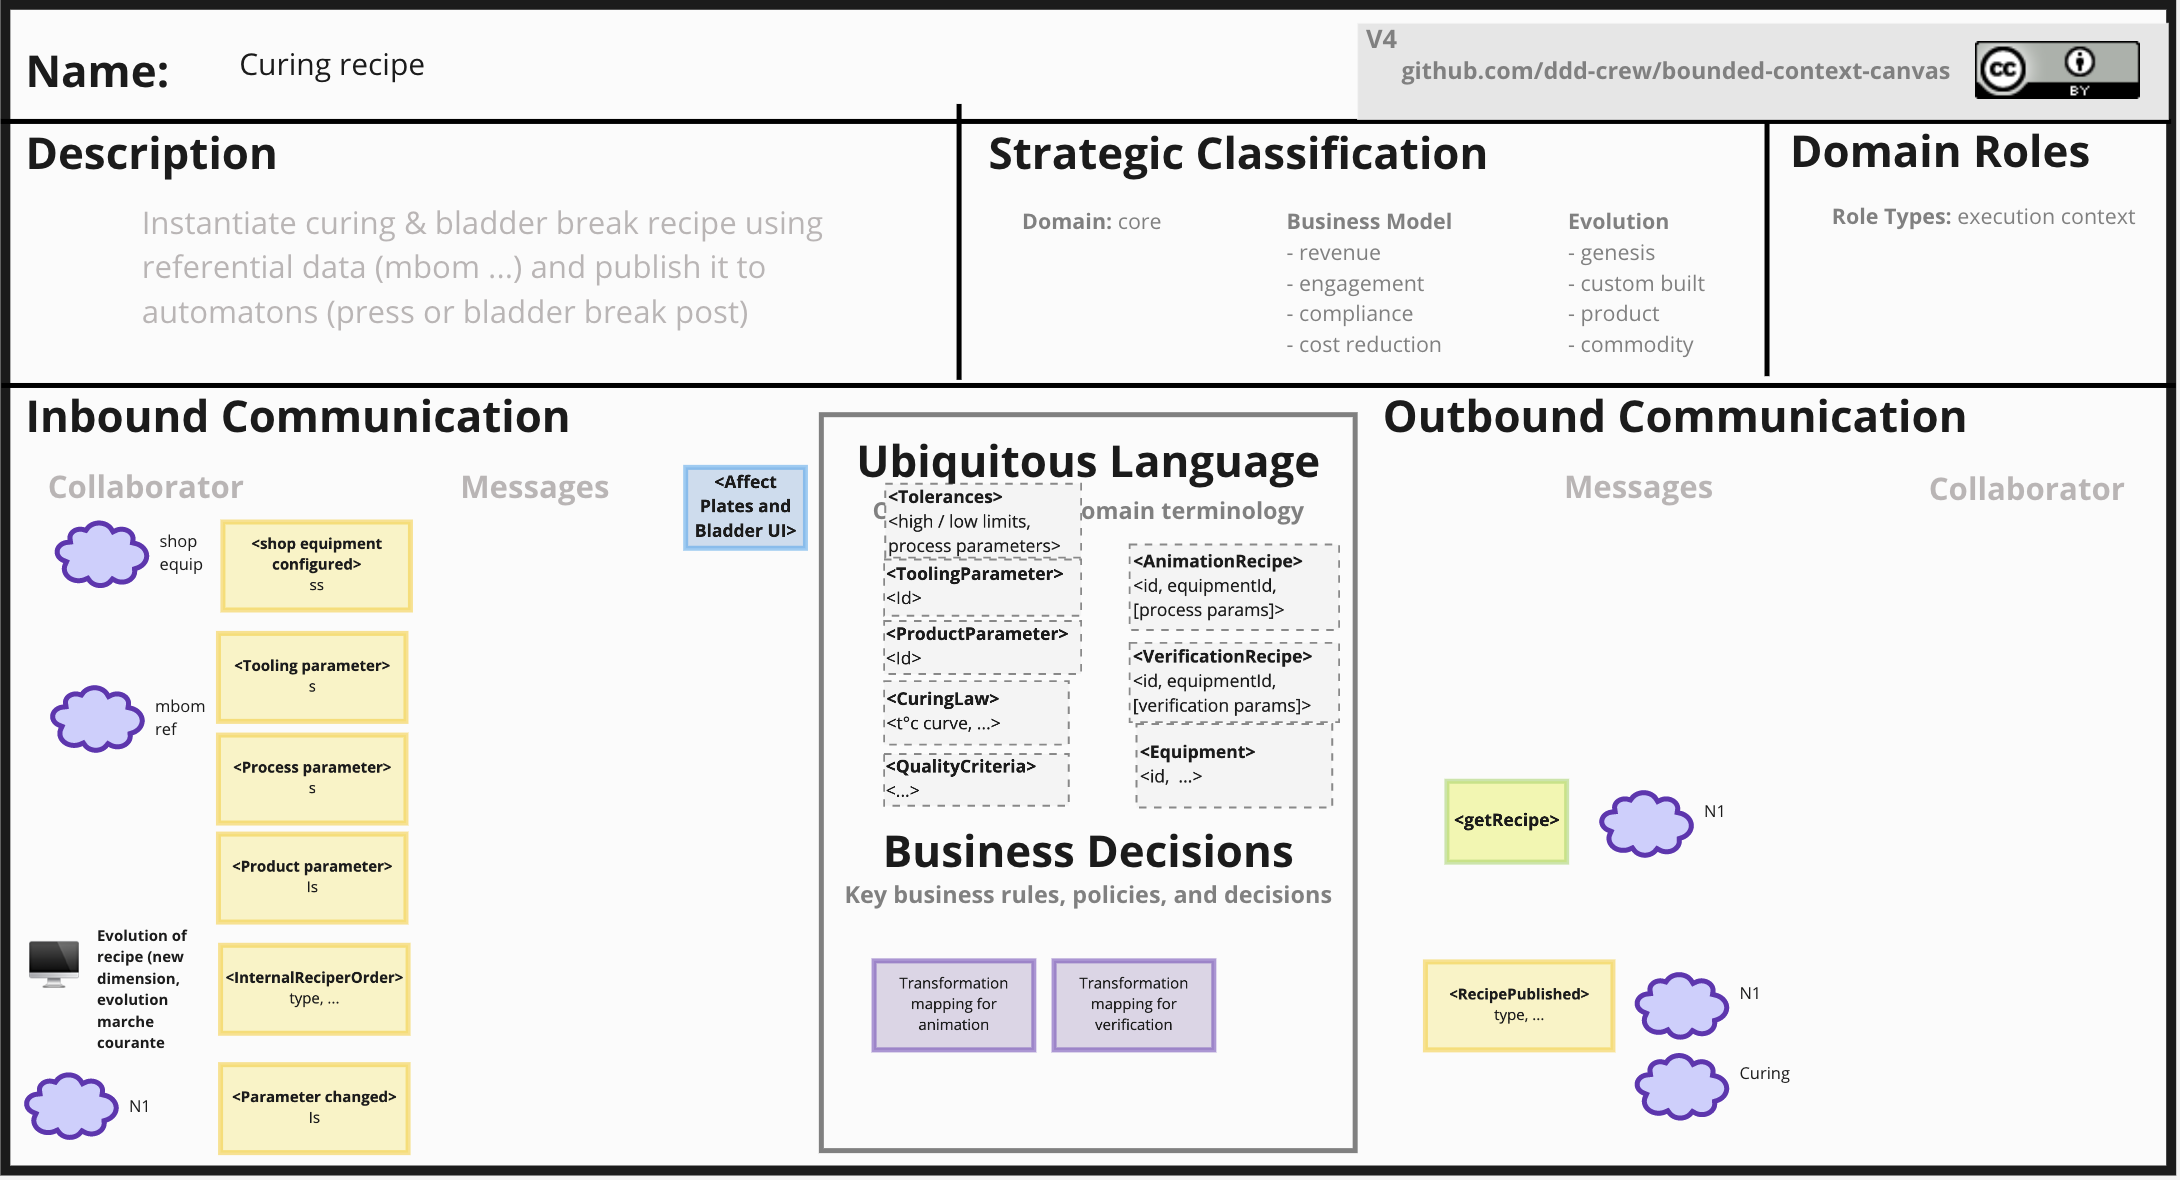 Name:
Curing recipe
V4
github.com/ddd-crew/bounded-context-canvas
cc
BY
Description
Instantiate curing & bladder break recipe using
referential data (mbom ...) and publish it to
automatons (press or bladder break post)
Strategic Classification
Domain: core
Business Model
- revenue
- engagement
- compliance
- cost reduction
Evolution
- genesis
- custom built
- product
- commodity
Domain Roles
Role Types: execution context
Inbound Communication
Collaborator
Messages
<Affect
Plates and
Bladder UI>
shop
equip
<shop equipment
configured>
ss
mbom
ref
<Tooling parameter>
s
<Process parameter>
s
<Product parameter>
ls
Evolution of
recipe (new
dimension,
evolution
marche
courante
<InternalReciperOrder>
type, ...
N1
<Parameter changed>
ls
Ubiquitous Language
omain terminology
<Tolerances>
<high / low limits,
process parameters>
<ToolingParameter>
<Id>
<ProductParameter>
<Id>
<CuringLaw>
<t°c curve, ...>
<QualityCriteria>
<...>
<AnimationRecipe>
<id, equipmentId,
[process params]>
<VerificationRecipe>
<id, equipmentId,
[verification params]>
<Equipment>
<id, ...>
Business Decisions
Key business rules, policies, and decisions
Transformation
mapping for
animation
Transformation
mapping for
verification
Outbound Communication
Messages
Collaborator
<getRecipe>
N1
<RecipePublished>
type, ...
N1
Curing